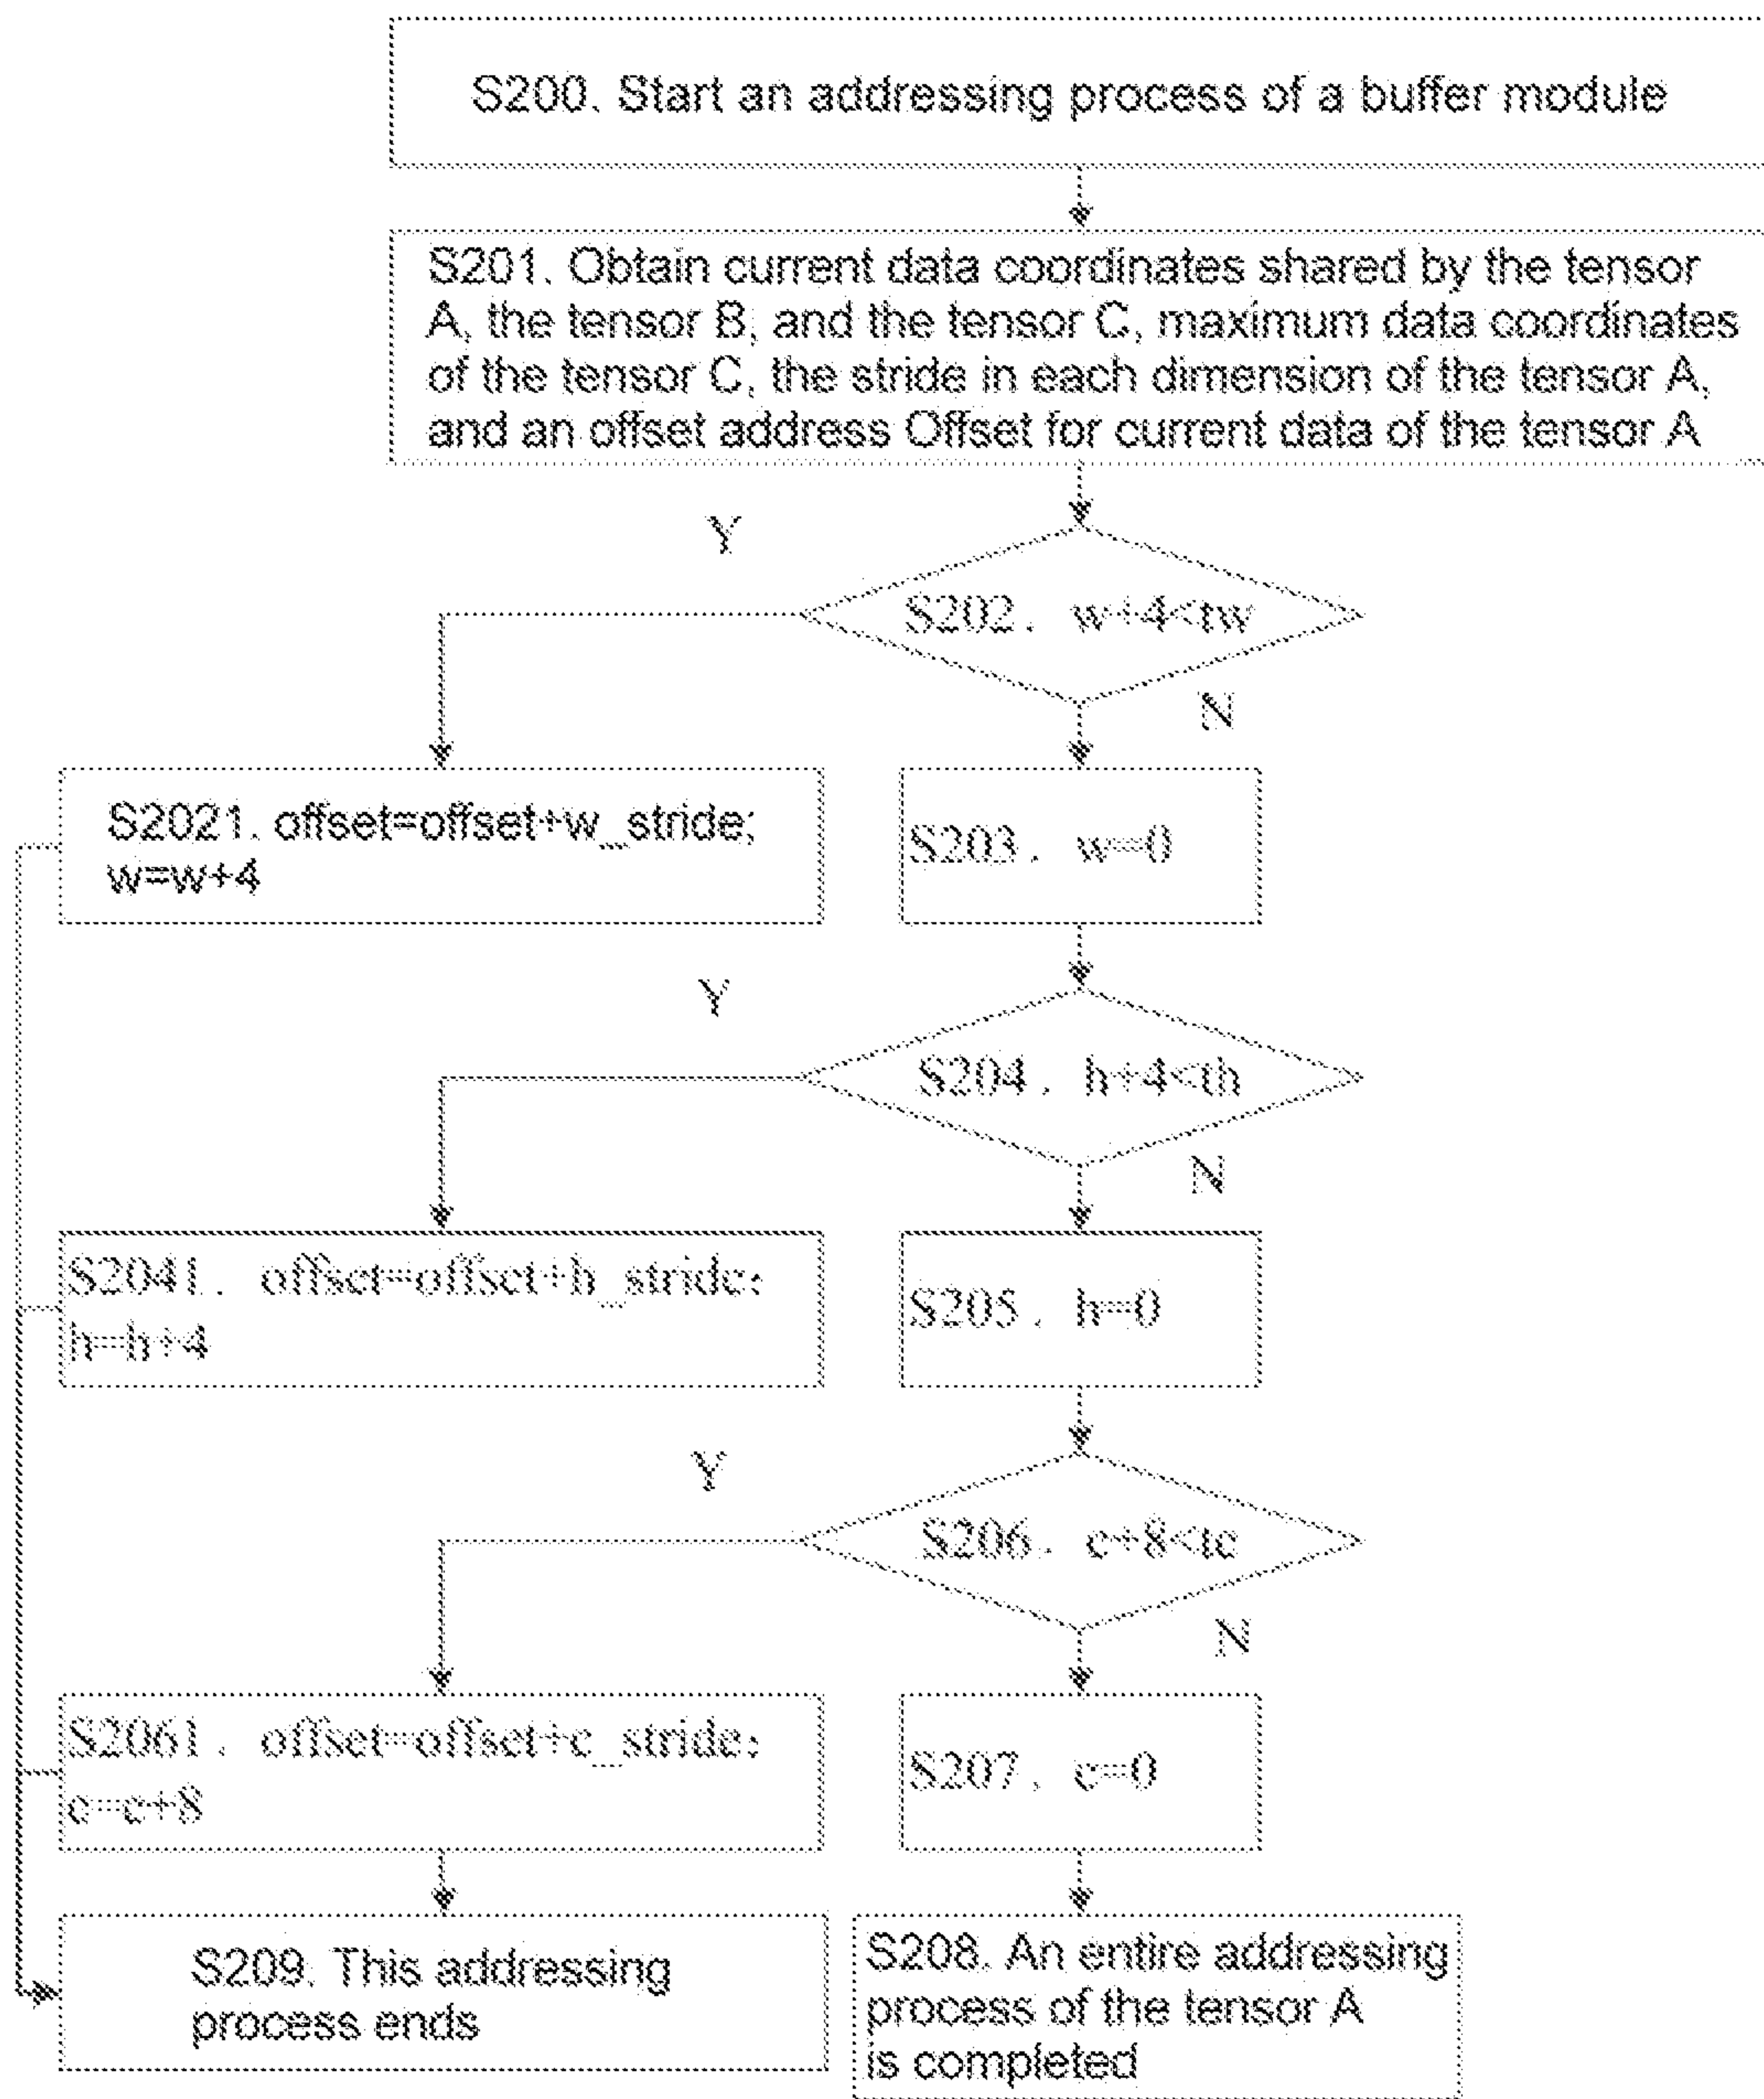 S200. Start an addressing process of a buffer module
S201. Obtain current data coordinates shared by the tensor
A, the tensor B, and the tensor C, maximum data coordinates
of the tensor C, the stride in each dimension of the tensor A,
and an offset address Offset for current data of the tensor A
Y
S202. w+4<tw
N
S2021. offset=offset+w_stride;
w=w+4
S203. w=0
Y
S204. h+4<th
N
S2041. offset=offset+h_stride;
h=h+4
S205. h=0
Y
S206. c+8<tc
N
S2061. offset=offset+c_stride;
c=c+8
S207. c=0
S209. This addressing
process ends
S208. An entire addressing
process of the tensor A
is completed